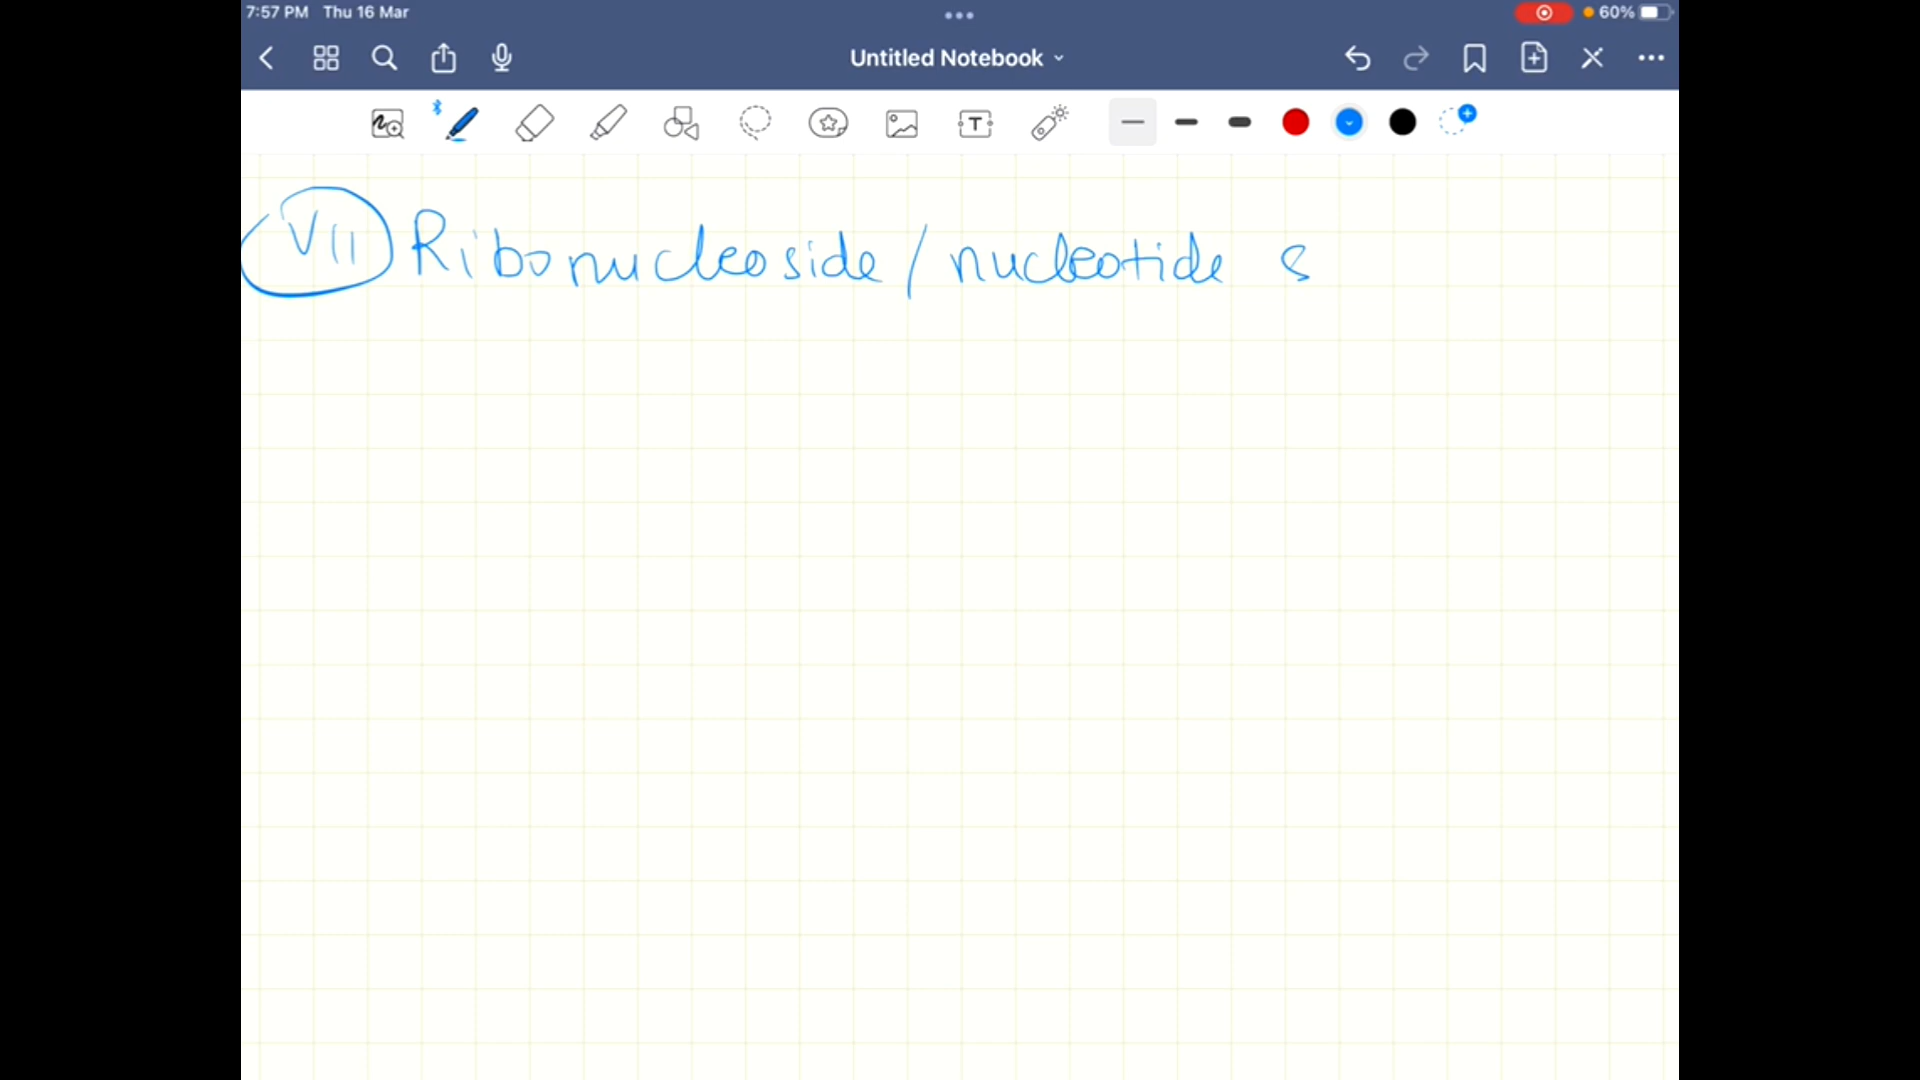 7:57 PM Thu 16 Mar
60%
Untitled Notebook
T
VII Ribonucleoside / nucleotide s